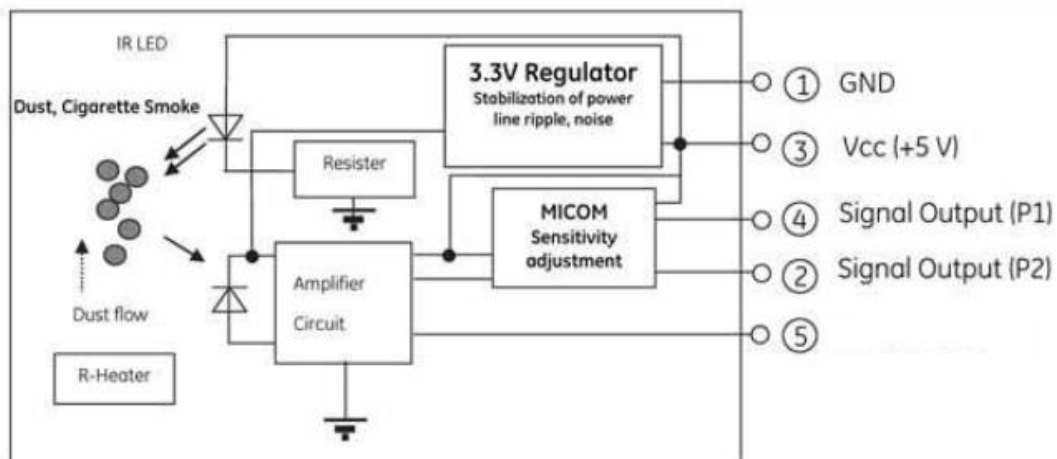 IR LED
Dust, Cigarette Smoke
3.3V Regulator
Stabilization of power
line ripple, noise
Resister
MICOM
Sensitivity
adjustment
Amplifier
Circuit
Dust flow
R-Heater
1 GND
3 Vcc (+5 V)
4 Signal Output (P1)
2 Signal Output (P2)
5